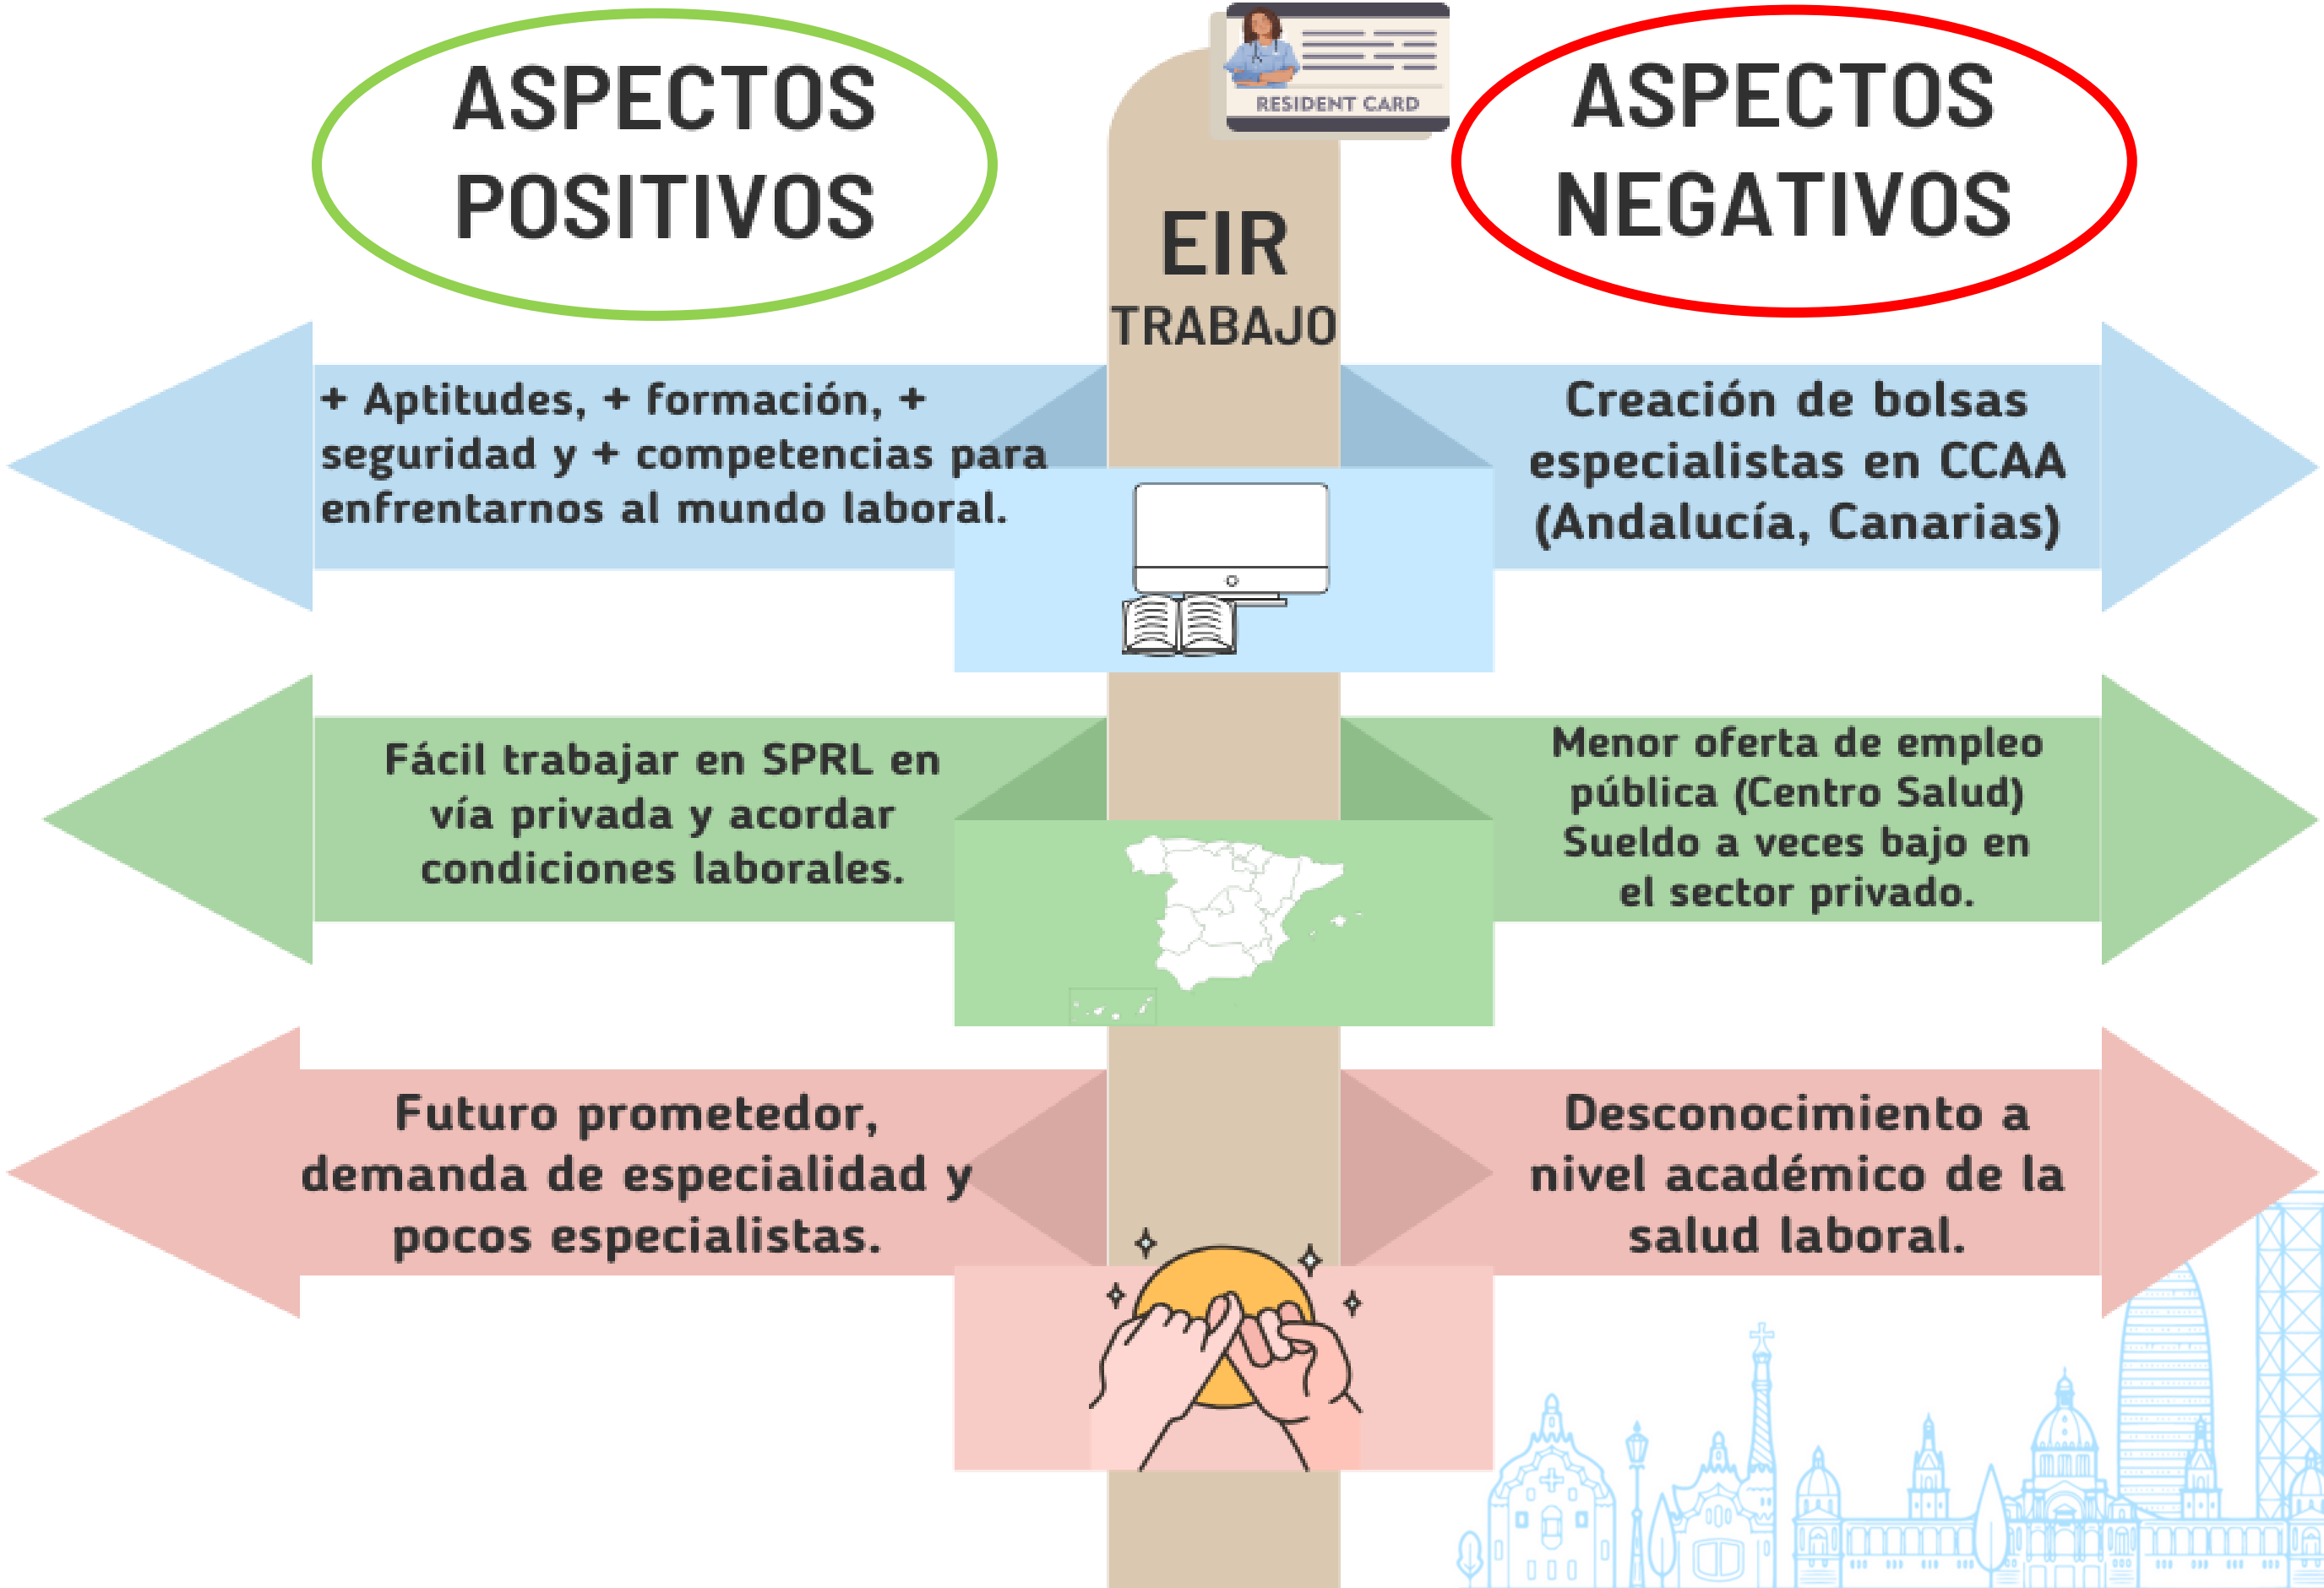 ASPECTOS
POSITIVOS
RESIDENT CARD
EIR
TRABAJO
ASPECTOS
NEGATIVOS
+ Aptitudes, + formación, +
seguridad y + competencias para
enfrentarnos al mundo laboral.
Creación de bolsas
especialistas en CCAA
(Andalucía, Canarias)
Fácil trabajar en SPRL en
vía privada y acordar
condiciones laborales.
Menor oferta de empleo
pública (Centro Salud)
Sueldo a veces bajo en
el sector privado.
Futuro prometedor,
demanda de especialidad y
pocos especialistas.
Desconocimiento a
nivel académico de la
salud laboral.